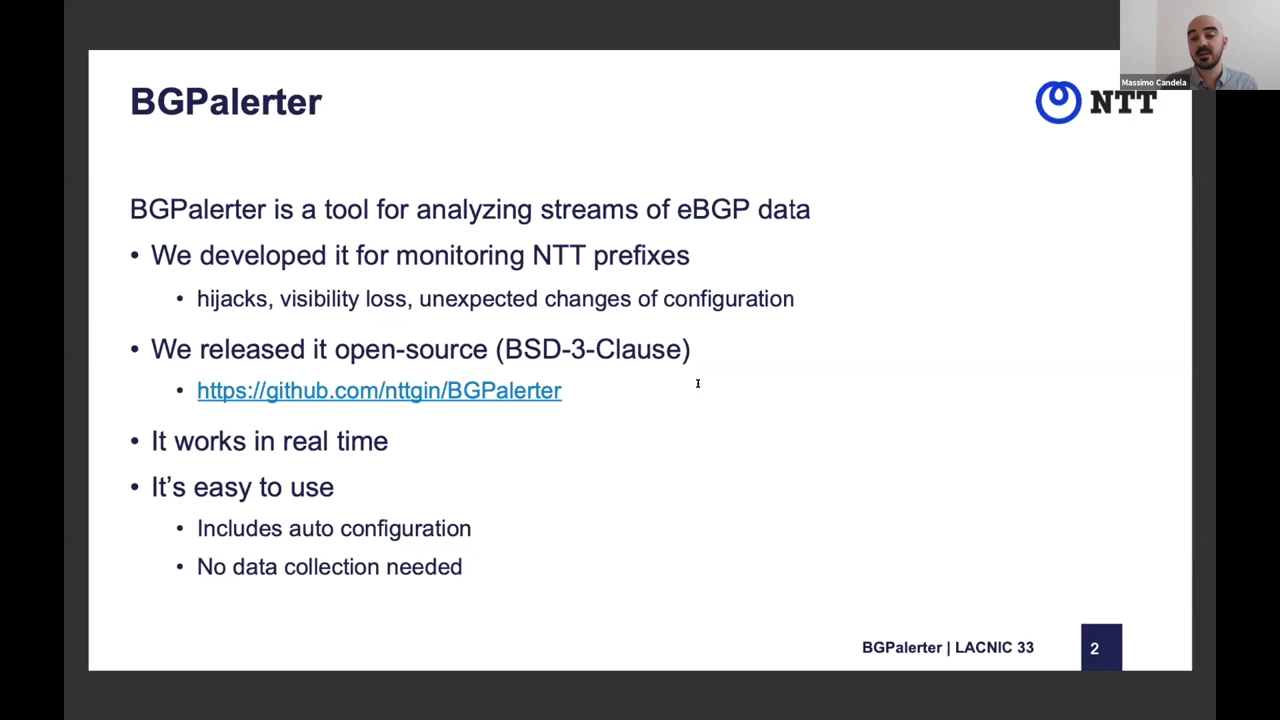 Massimo Candela
BGPalerter
NTT
BGPalerter is a tool for analyzing streams of eBGP data
• We developed it for monitoring NTT prefixes
• hijacks, visibility loss, unexpected changes of configuration
• We released it open-source (BSD-3-Clause)
• https://github.com/nttgin/BGPalerter
• It works in real time
• It’s easy to use
• Includes auto configuration
• No data collection needed
BGPalerter | LACNIC 33
2